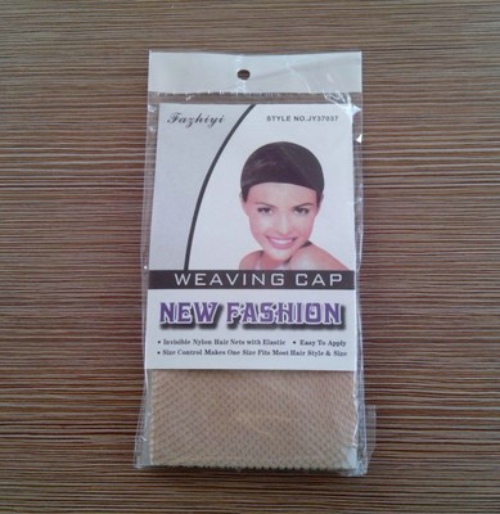 Fazhiyi
STYLE NO.JY37057
WEAVING CAP
NEW FASHION
• Invisible Nylon Hair Nets with Elastic • Easy To Apply
• Size Control Makes One Size Fits Most Hair Style & Size